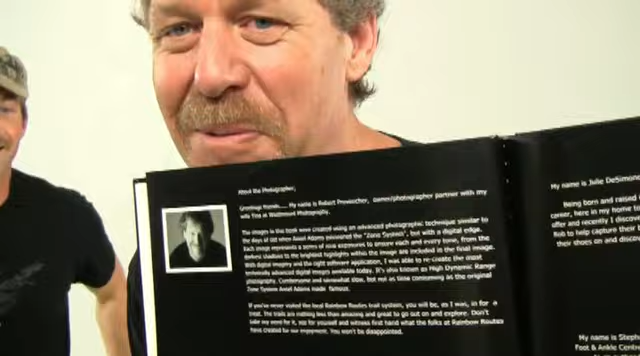 About the Photographer,
Greetings friends.... My name is Robert Provencher, owner/photographer partner with my
wife Tina at Woodmount Photography.
The images in this book were created using an advanced photographic technique similar to
the days of old when Ansel Adams pioneered the "Zone System", but with a digital edge.
Each image represents a series of nine exposures to ensure each and every tone, from the
darkest shadows to the brightest highlights within the image are included in the final image.
With digital imagery and the right software application, I was able to re-create the most
technically advanced digital images available today. It's also known as High Dynamic Range
photography. Cumbersome and somewhat time, but not as time consuming as the original
Zone System Ansel Adams made famous.
If you've never visited the local Rainbow Routes trail system, you will be, as I was, in for a
treat. The trails are nothing less than amazing and great to go out on and explore. Don't
take my word for it, see for yourself and witness first hand what the folks at Rainbow Routes
have created for our enjoyment. You won't be disappointed.
My name is Julie DeSimone
Being born and raised
career, here in my home to
offer and recently I discove
Rob to help capture their b
their shoes on and discove
My name is Steph
Foot & Ankle Centre